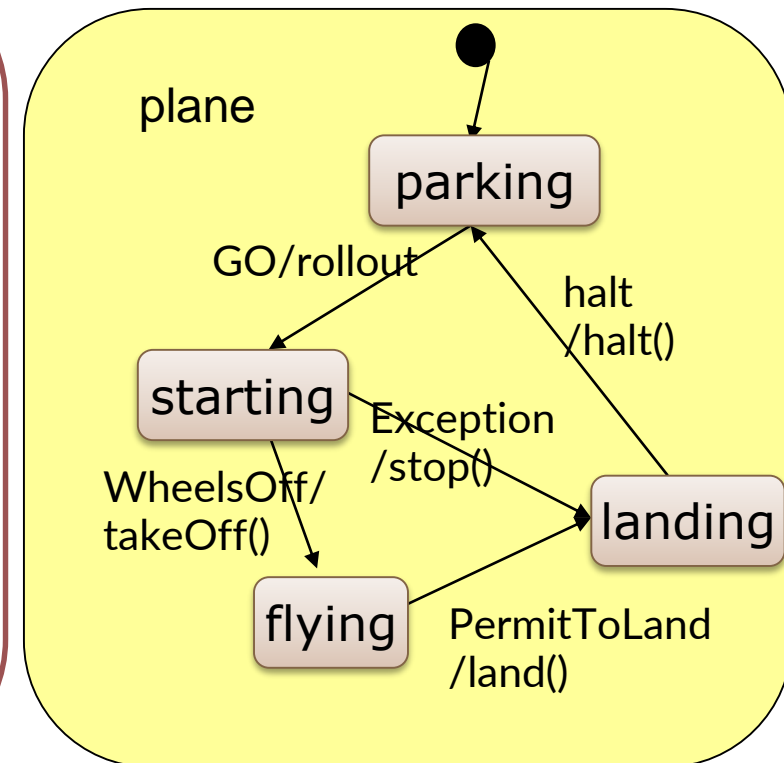 plane
parking
GO/rollout
halt
/halt()
starting
Exception
/stop()
WheelsOff/
takeOff()
landing
flying
PermitToLand
/land()